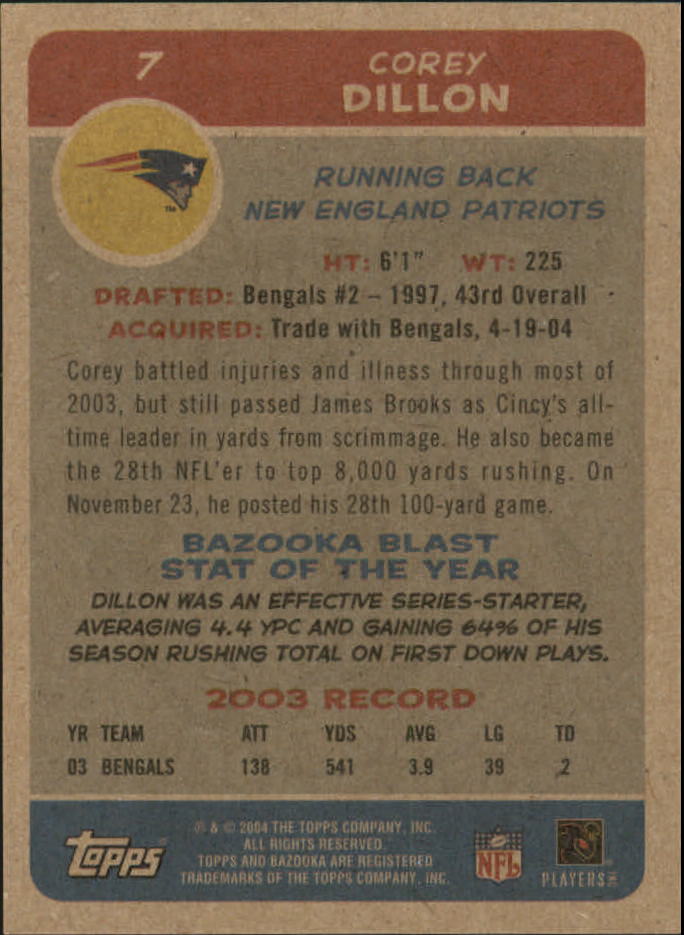 7
COREY
DILLON
RUNNING BACK
NEW ENGLAND PATRIOTS
TM
HT: 6'1" WT: 225
DRAFTED: Bengals #2 – 1997, 43rd Overall
ACQUIRED: Trade with Bengals, 4-19-04
Corey battled injuries and illness through most of
2003, but still passed James Brooks as Cincy's all-
time leader in yards from scrimmage. He also became
the 28th NFL'er to top 8,000 yards rushing. On
November 23, he posted his 28th 100-yard game.
BAZOOKA BLAST
STAT OF THE YEAR
DILLON WAS AN EFFECTIVE SERIES-STARTER,
AVERAGING 4.4 YPC AND GAINING 64% OF HIS
SEASON RUSHING TOTAL ON FIRST DOWN PLAYS.
2003 RECORD
YR TEAM ATT YDS AVG LG TD
03 BENGALS 138 541 3.9 39 2
topps
® & © 2004 THE TOPPS COMPANY, INC.
ALL RIGHTS RESERVED.
TOPPS AND BAZOOKA ARE REGISTERED
TRADEMARKS OF THE TOPPS COMPANY, INC.
NFL
PLAYERS INC